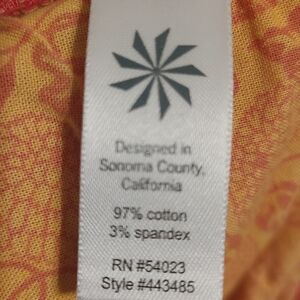 Designed in
Sonoma County,
California
97% cotton
3% spandex
RN #54023
Style #443485